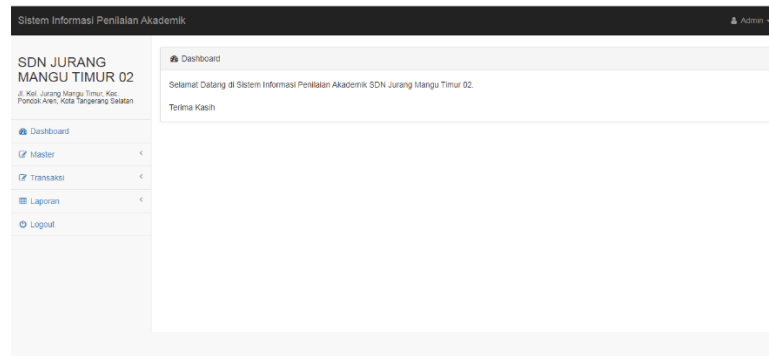 Sistem Informasi Penilaian Akademik
Admin
SDN JURANG
MANGU TIMUR 02
Jl. Kel. Jurang Mangu Timur, Kec.
Pondok Aren, Kota Tangerang Selatan
Dashboard
Master
Transaksi
Laporan
Logout
Dashboard
Selamat Datang di Sistem Informasi Penilaian Akademik SDN Jurang Mangu Timur 02.
Terima Kasih